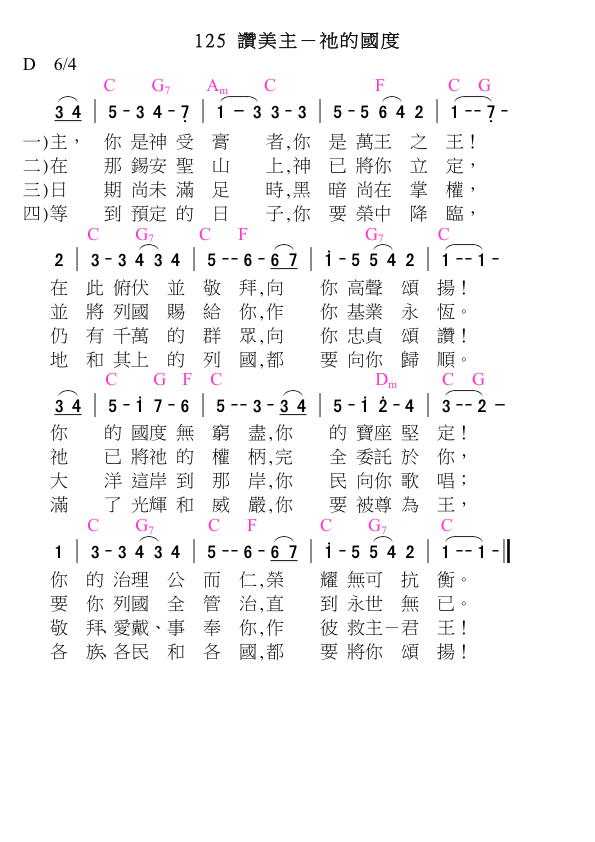 125 讚美主－祂的國度
D 6/4
C G7 Am C F C G
3 4 | 5 - 3 4 - 7 | 1 - 3 3 - 3 | 5 - 5 6 4 2 | 1 - - 7 -
一)主， 你 是神 受 膏 者,你 是 萬王 之 王！
二)在 那 錫安 聖 山 上,神 已 將你 立 定，
三)日 期 尚未 滿 足 時,黑 暗 尚在 掌 權，
四)等 到 預定 的 日 子,你 要 榮中 降 臨，
C G7 C F G7 C
2 | 3 - 3 4 3 4 | 5 - - 6 - 6 7 | i - 5 5 4 2 | 1 - - 1 -
在 此 俯伏 並 敬 拜,向 你 高聲 頌 揚！
並 將 列國 賜 給 你,作 你 基業 永 恆。
仍 有 千萬 的 群 眾,向 你 忠貞 頌 讚！
地 和 其上 的 列 國,都 要 向你 歸 順。
C G F C Dm C G
3 4 | 5 - i 7 - 6 | 5 - - 3 - 3 4 | 5 - i 2 - 4 | 3 - - 2 -
你 的 國度 無 窮 盡,你 的 寶座 堅 定！
祂 已 將祂 的 權 柄,完 全 委託 於 你，
大 洋 這岸 到 那 岸,你 民 向你 歌 唱；
滿 了 光輝 和 威 嚴,你 要 被尊 為 王，
C G7 C F C G7 C
1 | 3 - 3 4 3 4 | 5 - - 6 - 6 7 | i - 5 5 4 2 | 1 - - 1 - ‖
你 的 治理 公 而 仁,榮 耀 無可 抗 衡。
要 你 列國 全 管 治,直 到 永世 無 已。
敬 拜、愛戴、事 奉 你,作 彼 救主－君 王！
各 族、各民 和 各 國,都 要 將你 頌 揚！